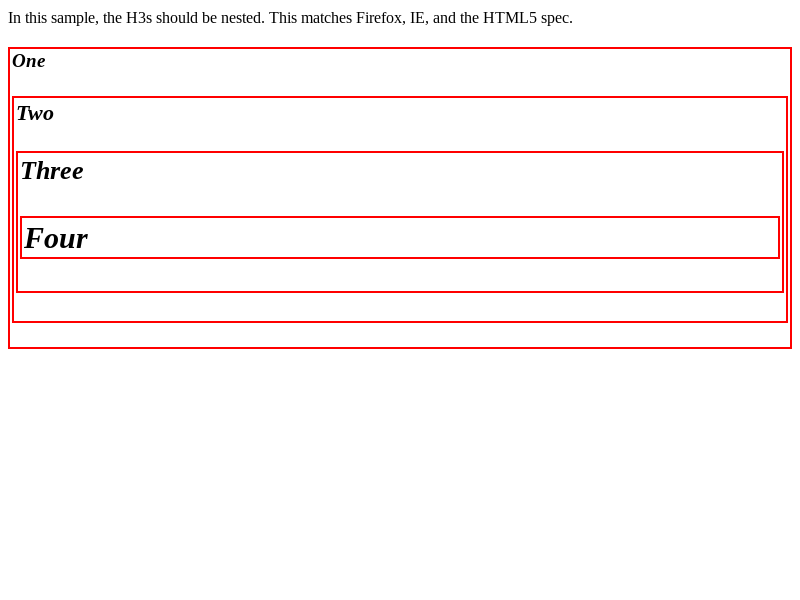 In this sample, the H3s should be nested. This matches Firefox, IE, and the HTML5 spec.
One
Two
Three
Four